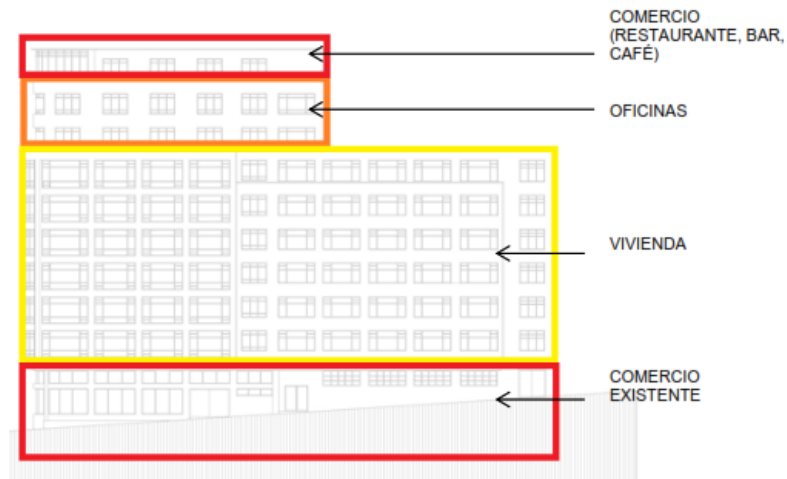 COMERCIO
(RESTAURANTE, BAR,
CAFÉ)
OFICINAS
VIVIENDA
COMERCIO
EXISTENTE